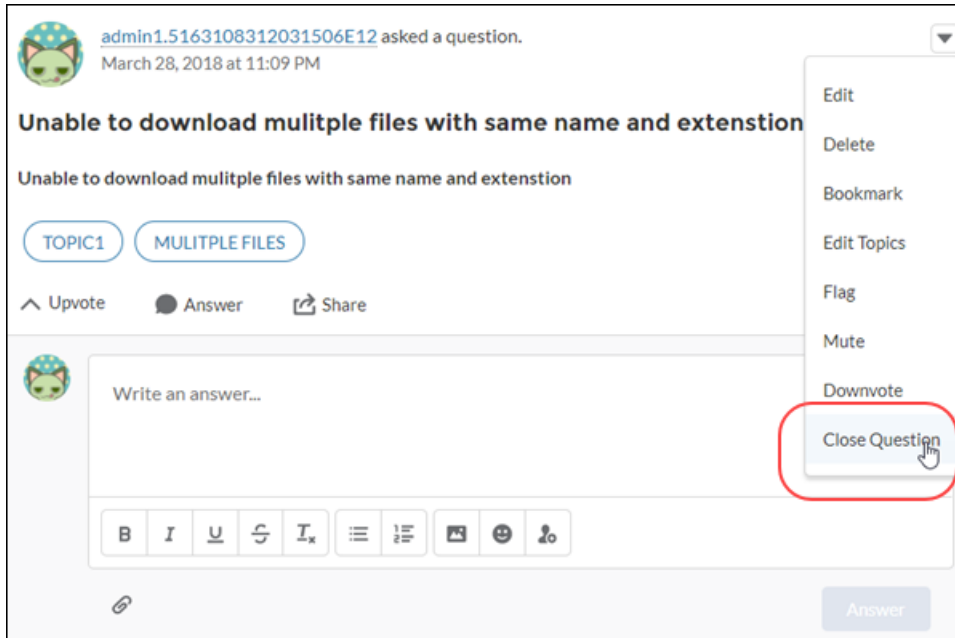 admin1.5163108312031506E12 asked a question.
March 28, 2018 at 11:09 PM
Unable to download mulitple files with same name and extenstion
Unable to download mulitple files with same name and extenstion
TOPIC1 MULITPLE FILES
Upvote Answer Share
Write an answer...
B I U S Tx
Answer
Edit
Delete
Bookmark
Edit Topics
Flag
Mute
Downvote
Close Question